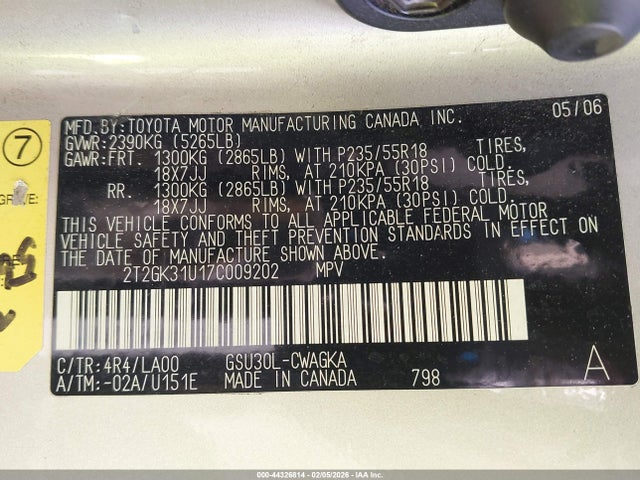 MFD.BY:TOYOTA MOTOR MANUFACTURING CANADA INC. 05/06
GVWR:2390KG (5265LB)
GAWR:FRT. 1300KG (2865LB) WITH P235/55R18 TIRES,
18X7JJ RIMS, AT 210KPA (30PSI) COLD.
RR. 1300KG (2865LB) WITH P235/55R18 TIRES,
18X7JJ RIMS, AT 210KPA (30PSI) COLD.
THIS VEHICLE CONFORMS TO ALL APPLICABLE FEDERAL MOTOR
VEHICLE SAFETY AND THEFT PREVENTION STANDARDS IN EFFECT ON
THE DATE OF MANUFACTURE SHOWN ABOVE.
2T2GK31U17C009202 MPV
C/TR:4R4/LA00 GSU30L-CWAGKA
A/TM:-02A/U151E MADE IN CANADA 798 A
7
000-44326814 - 02/05/2026 - IAA Inc.